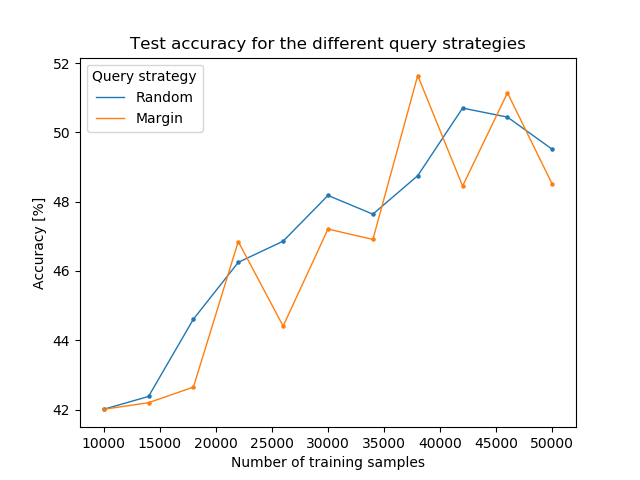 Test accuracy for the different query strategies
Query strategy
Random
Margin
Accuracy [%]
52
50
48
46
44
42
10000 15000 20000 25000 30000 35000 40000 45000 50000
Number of training samples